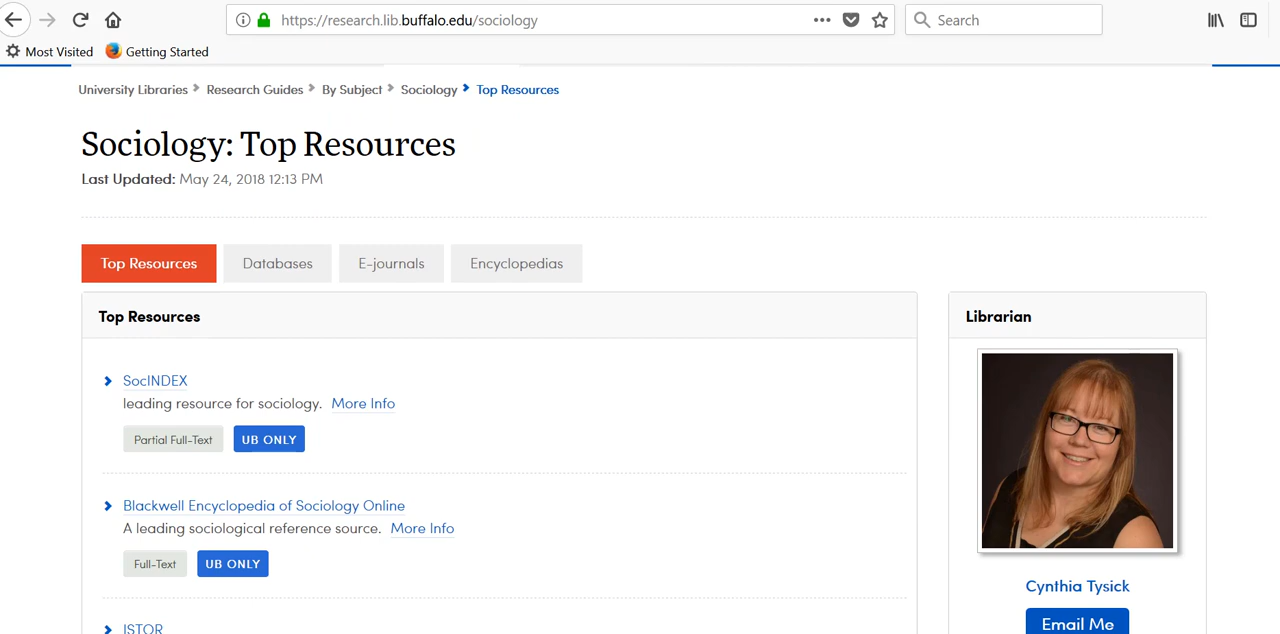 https://research.lib.buffalo.edu/sociology
Search
Most Visited
Getting Started
University Libraries
Research Guides
By Subject
Sociology
Top Resources
Sociology: Top Resources
Last Updated: May 24, 2018 12:13 PM
Top Resources
Databases
E-journals
Encyclopedias
Top Resources
SocINDEX
leading resource for sociology. More Info
Partial Full-Text
UB ONLY
Blackwell Encyclopedia of Sociology Online
A leading sociological reference source. More Info
Full-Text
UB ONLY
JSTOR
Librarian
Cynthia Tysick
Email Me